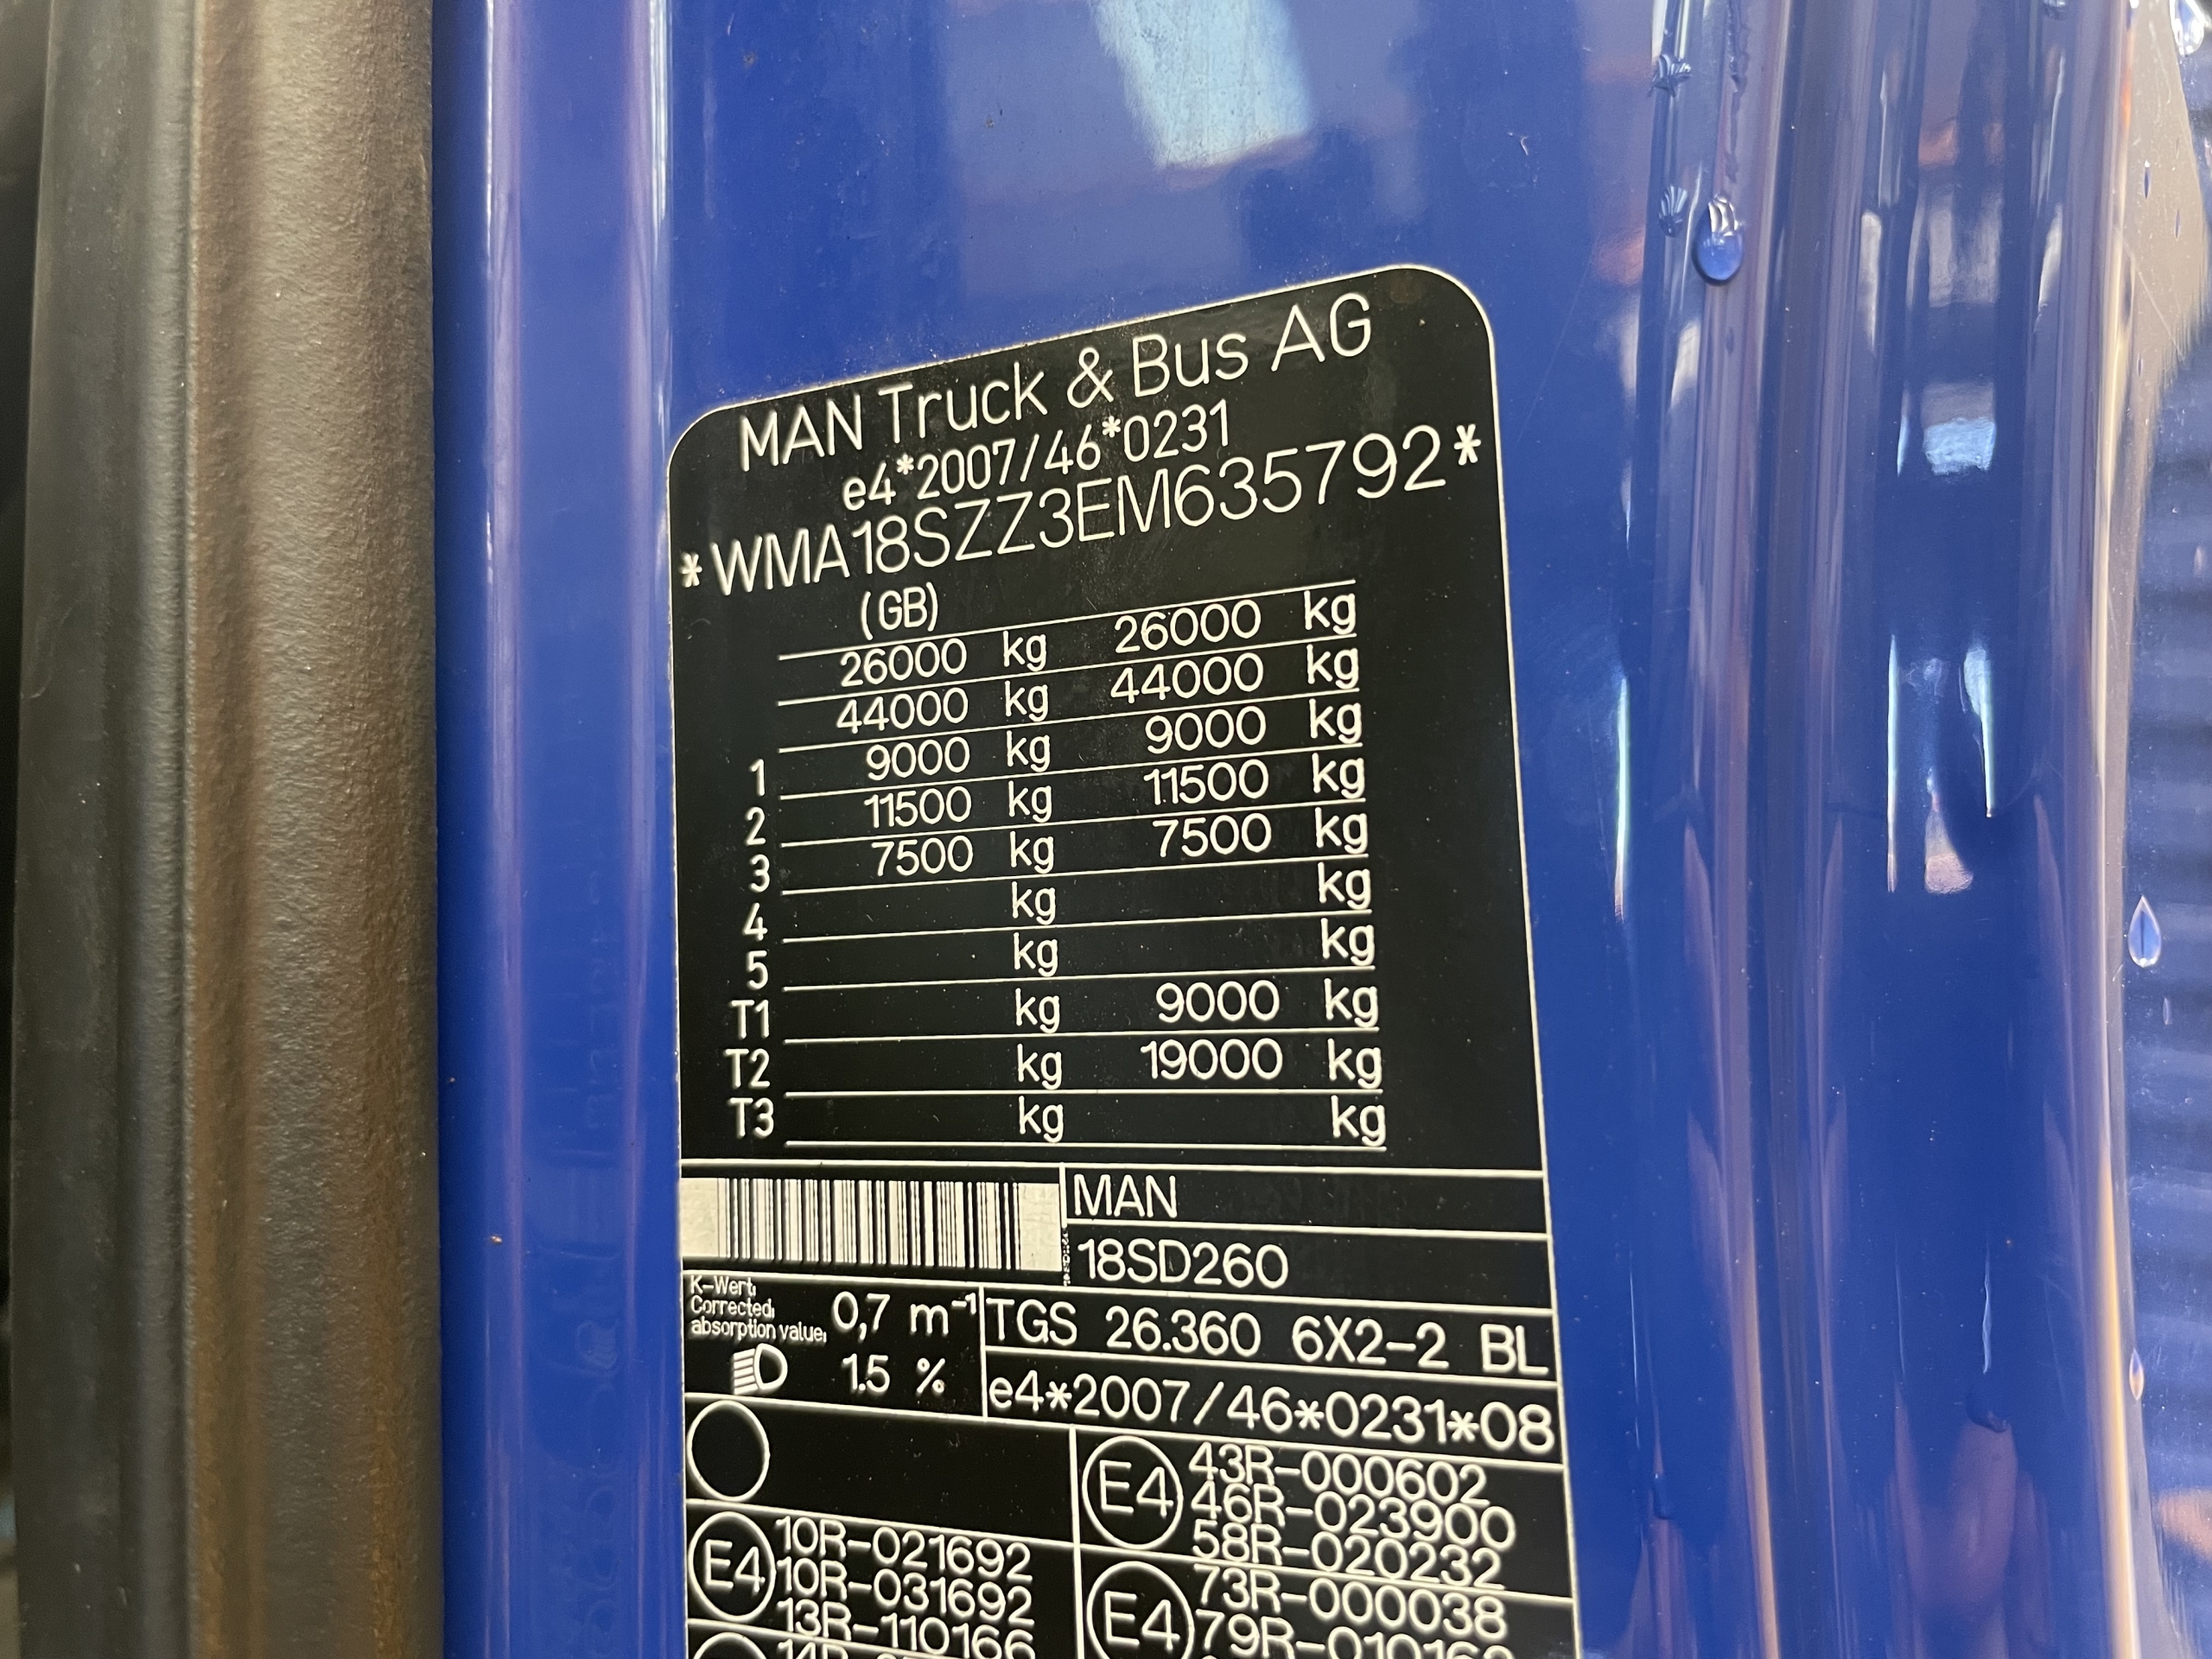 MAN Truck & Bus AG
e4*2007/46*0231
*WMA18SZZ3EM635792*
(GB)
26000 kg 26000 kg
44000 kg 44000 kg
1 9000 kg 9000 kg
2 11500 kg 11500 kg
3 7500 kg 7500 kg
4 kg kg
5 kg kg
T1 kg 9000 kg
T2 kg 19000 kg
T3 kg kg
MAN
18SD260
K-Wert,
Corrected,
absorption value,
0,7 m⁻¹
1.5 %
TGS 26.360 6X2-2 BL
e4*2007/46*0231*08
E4
43R-000602
46R-023900
58R-020232
E4
10R-021692
10R-031692
13R-110166
E4
73R-000038
79R-010162